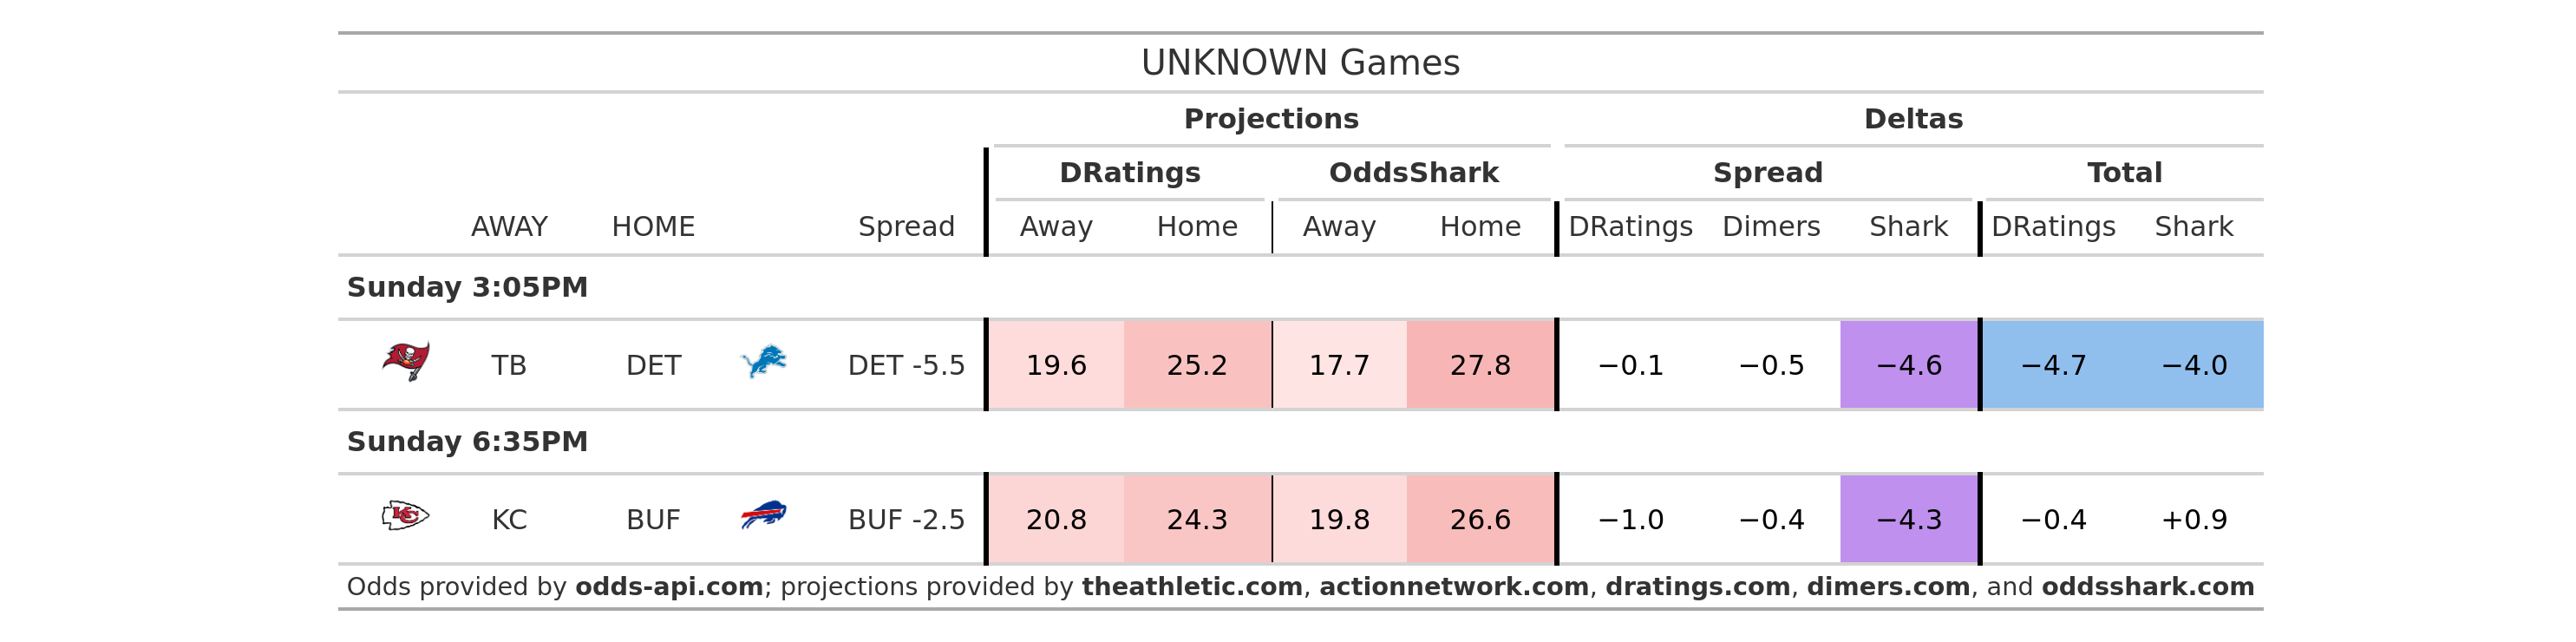 UNKNOWN Games
Projections Deltas
DRatings OddsShark Spread Total
AWAY HOME Spread Away Home Away Home DRatings Dimers Shark DRatings Shark
Sunday 3:05PM
TB DET DET -5.5 19.6 25.2 17.7 27.8 −0.1 −0.5 −4.6 −4.7 −4.0
Sunday 6:35PM
KC BUF BUF -2.5 20.8 24.3 19.8 26.6 −1.0 −0.4 −4.3 −0.4 +0.9
Odds provided by odds-api.com; projections provided by theathletic.com, actionnetwork.com, dratings.com, dimers.com, and oddsshark.com